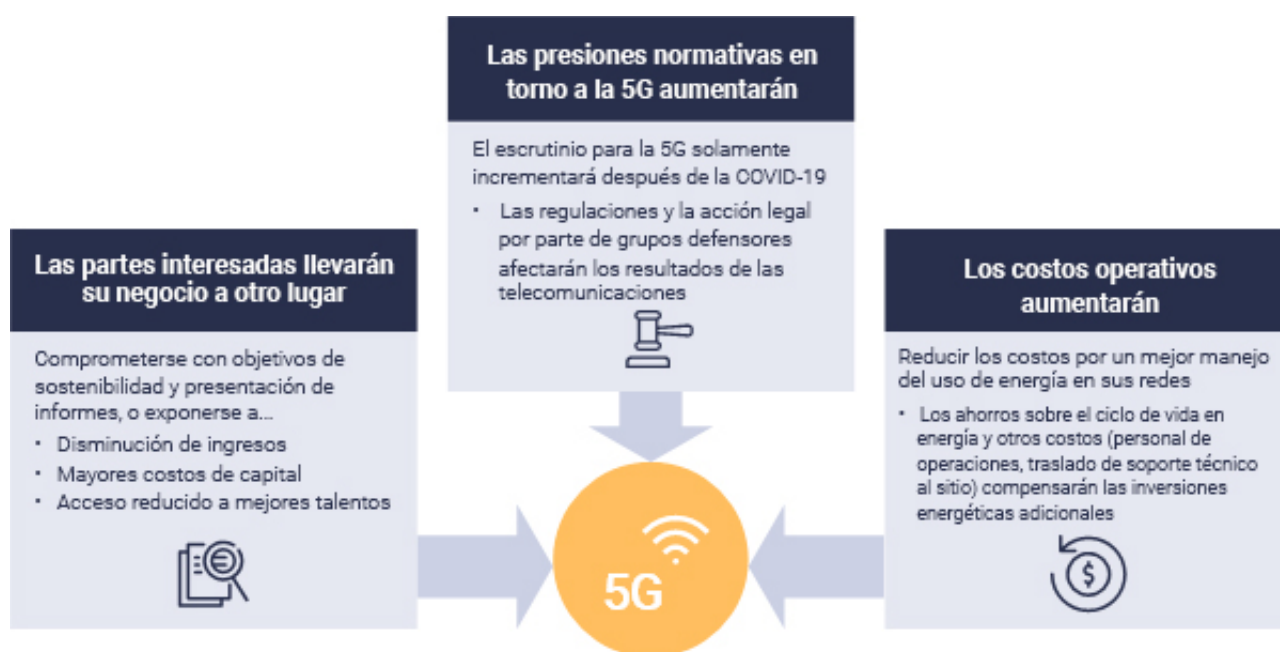 Las presiones normativas en
torno a la 5G aumentarán
El escrutinio para la 5G solamente
incrementará después de la COVID-19
• Las regulaciones y la acción legal
por parte de grupos defensores
afectarán los resultados de las
telecomunicaciones
Las partes interesadas llevarán
su negocio a otro lugar
Comprometerse con objetivos de
sostenibilidad y presentación de
informes, o exponerse a...
• Disminución de ingresos
• Mayores costos de capital
• Acceso reducido a mejores talentos
Los costos operativos
aumentarán
Reducir los costos por un mejor manejo
del uso de energía en sus redes
• Los ahorros sobre el ciclo de vida en
energía y otros costos (personal de
operaciones, traslado de soporte técnico
al sitio) compensarán las inversiones
energéticas adicionales
5G